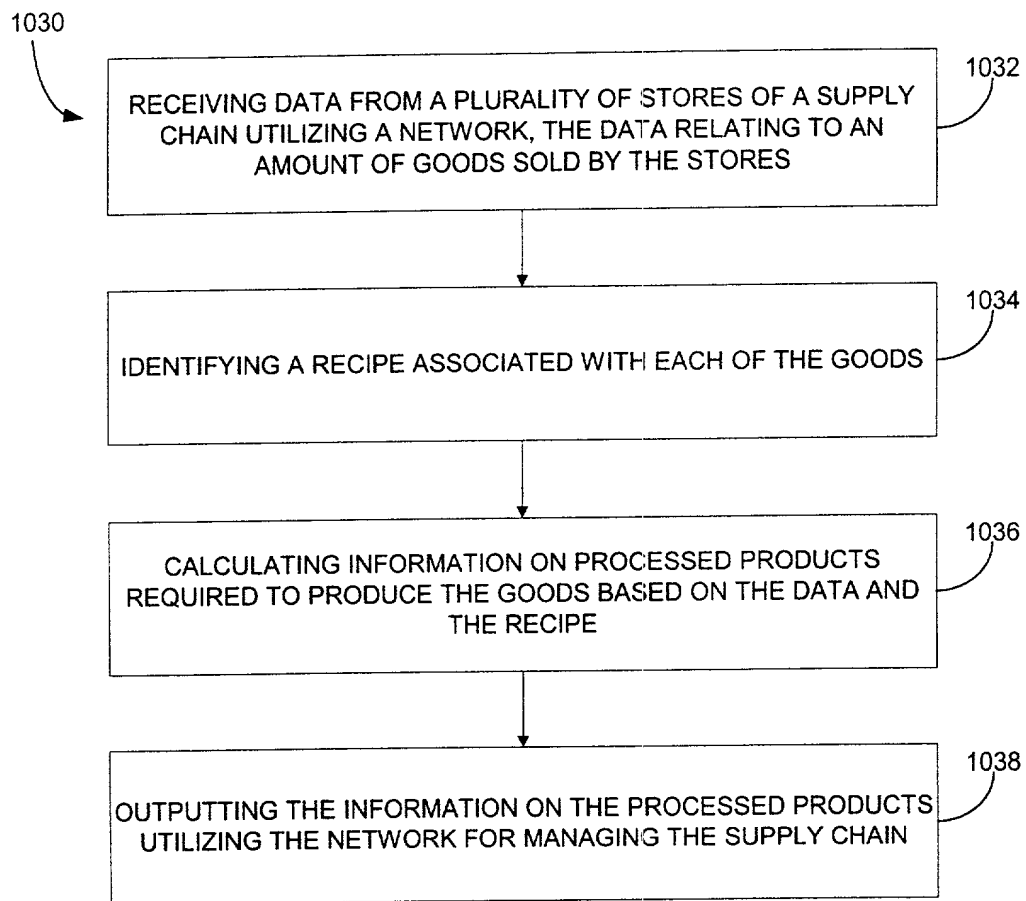 1030
1032
RECEIVING DATA FROM A PLURALITY OF STORES OF A SUPPLY
CHAIN UTILIZING A NETWORK, THE DATA RELATING TO AN
AMOUNT OF GOODS SOLD BY THE STORES
1034
IDENTIFYING A RECIPE ASSOCIATED WITH EACH OF THE GOODS
1036
CALCULATING INFORMATION ON PROCESSED PRODUCTS
REQUIRED TO PRODUCE THE GOODS BASED ON THE DATA AND
THE RECIPE
1038
OUTPUTTING THE INFORMATION ON THE PROCESSED PRODUCTS
UTILIZING THE NETWORK FOR MANAGING THE SUPPLY CHAIN